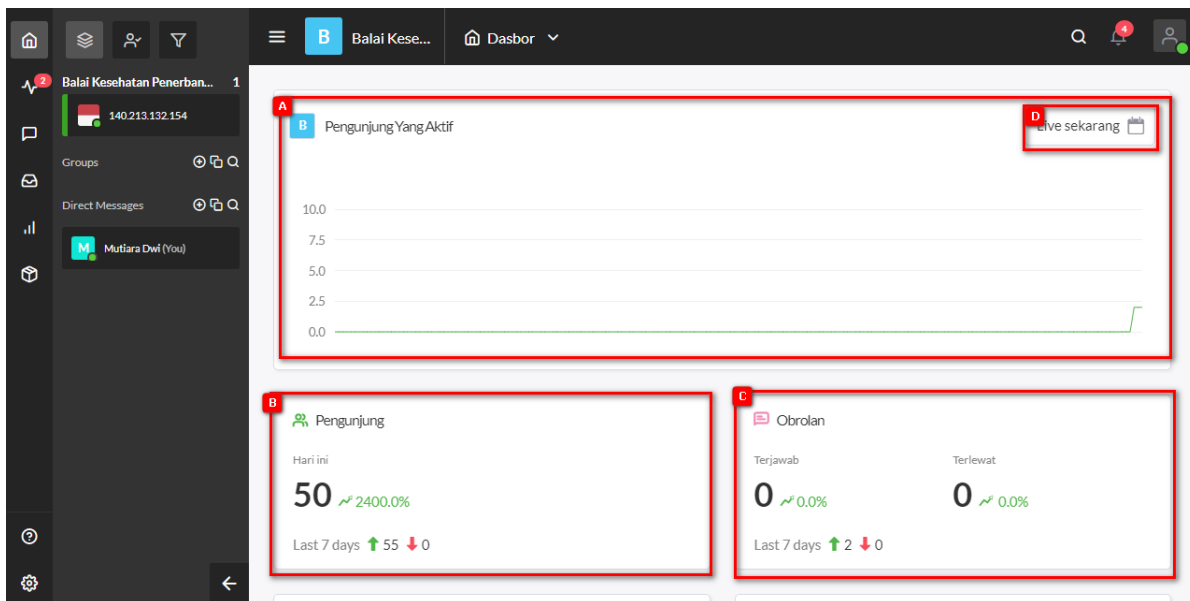 B Balai Kese... Dasbor 4
2
Balai Kesehatan Penerban... 1
140.213.132.154
Groups
Direct Messages
M Mutiara Dwi (You)
A
B Pengunjung Yang Aktif
D
Live sekarang
10.0
7.5
5.0
2.5
0.0
B
Pengunjung
Hari ini
50 2400.0%
Last 7 days 55 0
C
Obrolan
Terjawab Terlewat
0 0.0% 0 0.0%
Last 7 days 2 0